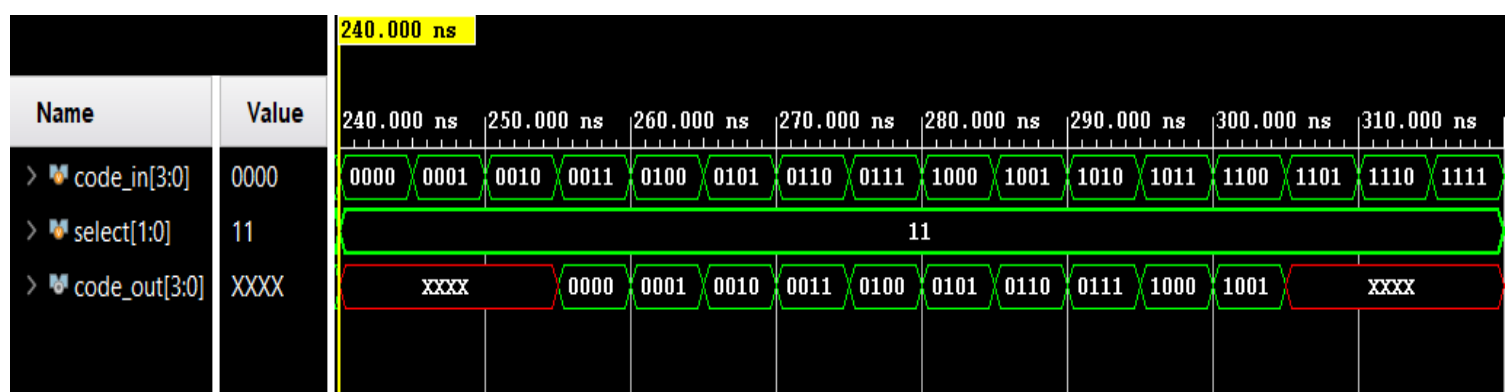 240.000 ns
Name Value 240.000 ns 250.000 ns 260.000 ns 270.000 ns 280.000 ns 290.000 ns 300.000 ns 310.000 ns
code_in[3:0] 0000 0000 0001 0010 0011 0100 0101 0110 0111 1000 1001 1010 1011 1100 1101 1110 1111
select[1:0] 11 11
code_out[3:0] XXXX XXXX 0000 0001 0010 0011 0100 0101 0110 0111 1000 1001 XXXX